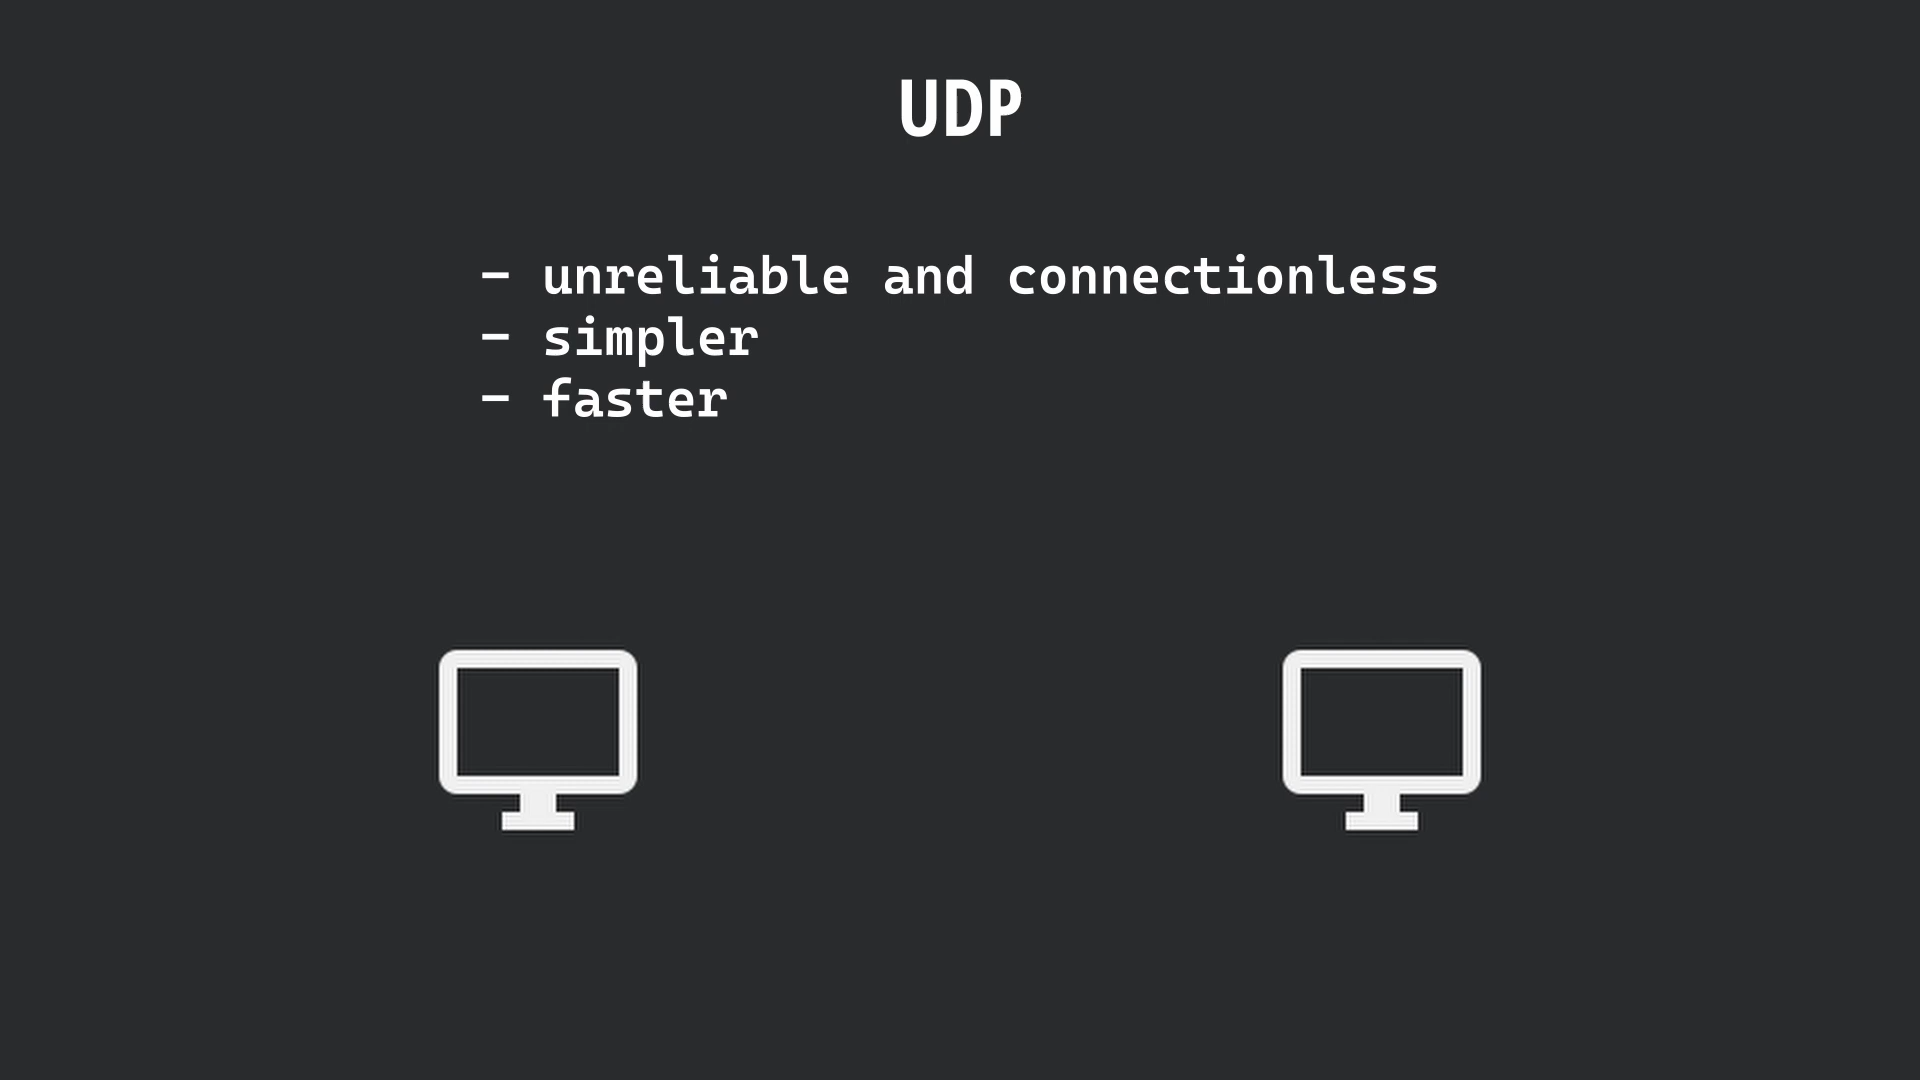 UDP
- unreliable and connectionless
- simpler
- faster